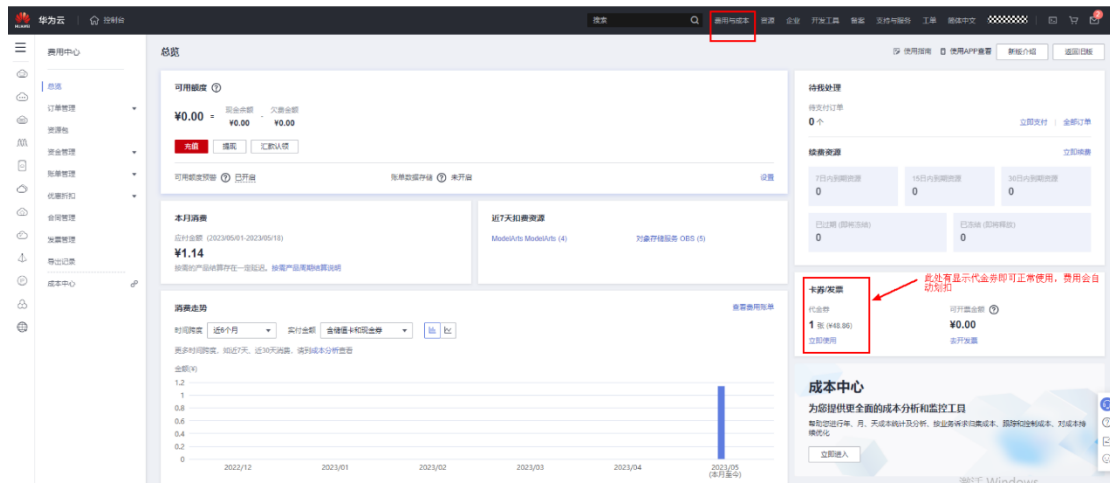 HUAWEI 华为云 控制台 搜索 费用与成本 资源 企业 开发工具 备案 支持与服务 工单 简体中文
费用中心
总览
订单管理
资源包
资金管理
账单管理
优惠折扣
合同管理
发票管理
导出记录
成本中心
总览 使用指南 使用APP查看 新版介绍 返回旧版
可用额度
¥0.00 = 现金余额 - 欠费金额
¥0.00 ¥0.00
充值 提现 汇款认领
可用额度预警 已开启 账单数据存储 未开启 设置
本月消费
应付金额 (2023/05/01-2023/05/18)
¥1.14
按需的产品结算存在一定延迟。按需产品周期结算说明
近7天扣费资源
ModelArts ModelArts (4) 对象存储服务 OBS (5)
消费走势 查看费用账单
时间跨度 近6个月 实付金额 含储值卡和现金券
更多时间跨度，如近7天、近30天消费，请到成本分析查看
金额(¥)
1.2
1
0.8
0.6
0.4
0.2
0
2022/12 2023/01 2023/02 2023/03 2023/04 2023/05
(本月至今)
待我处理
待支付订单
0 个 立即支付 全部订单
续费资源 立即续费
7日内到期资源 15日内到期资源 30日内到期资源
0 0 0
已过期 (即将冻结) 已冻结 (即将释放)
0 0
卡券/发票
此处有显示代金券即可正常使用，费用会自
动划扣
代金券 可开票金额
1 张 (¥48.86) ¥0.00
立即使用 去开发票
成本中心
为您提供更全面的成本分析和监控工具
帮助您进行年、月、天成本统计及分析、按业务诉求归集成本、跟踪和控制成本、对成本持
续优化
立即进入
激活 Windows